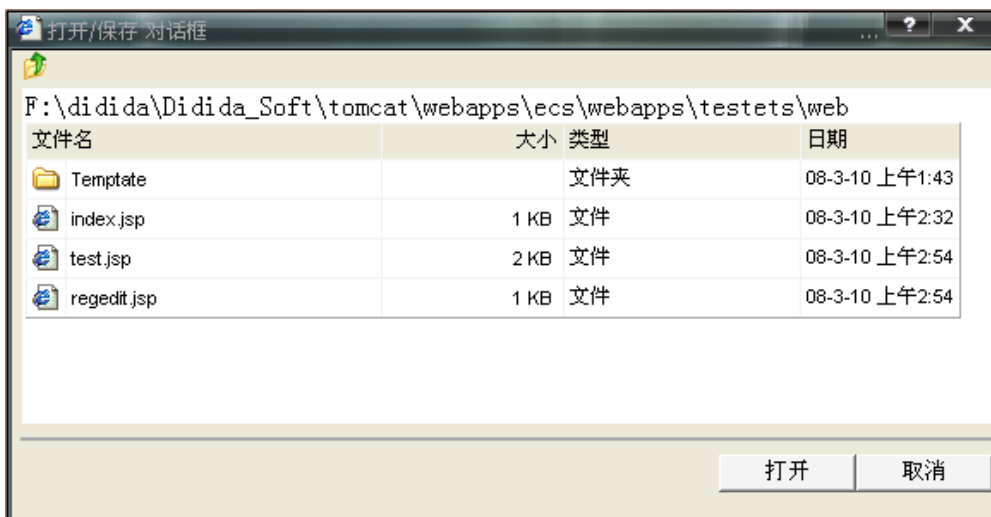 打开/保存 对话框 ... ? X
F:\didida\Didida_Soft\tomcat\webapps\ecs\webapps\testets\web
文件名 大小 类型 日期
Temptate 文件夹 08-3-10 上午1:43
index.jsp 1 KB 文件 08-3-10 上午2:32
test.jsp 2 KB 文件 08-3-10 上午2:54
regedit.jsp 1 KB 文件 08-3-10 上午2:54
打开 取消